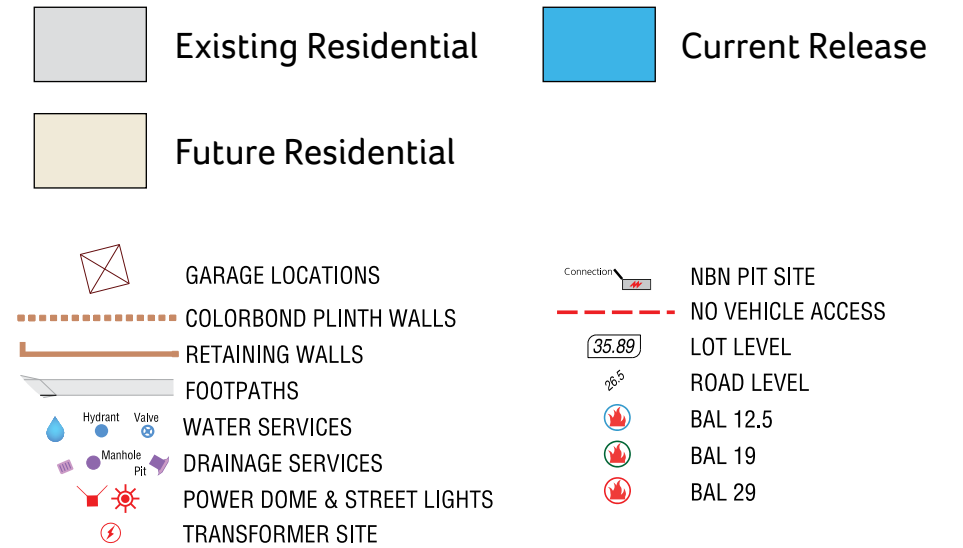 Existing Residential
Current Release
Future Residential
GARAGE LOCATIONS
COLORBOND PLINTH WALLS
RETAINING WALLS
FOOTPATHS
Hydrant Valve
WATER SERVICES
Manhole
Pit
DRAINAGE SERVICES
POWER DOME & STREET LIGHTS
TRANSFORMER SITE
Connection
NBN PIT SITE
NO VEHICLE ACCESS
35.89 LOT LEVEL
26.5 ROAD LEVEL
BAL 12.5
BAL 19
BAL 29